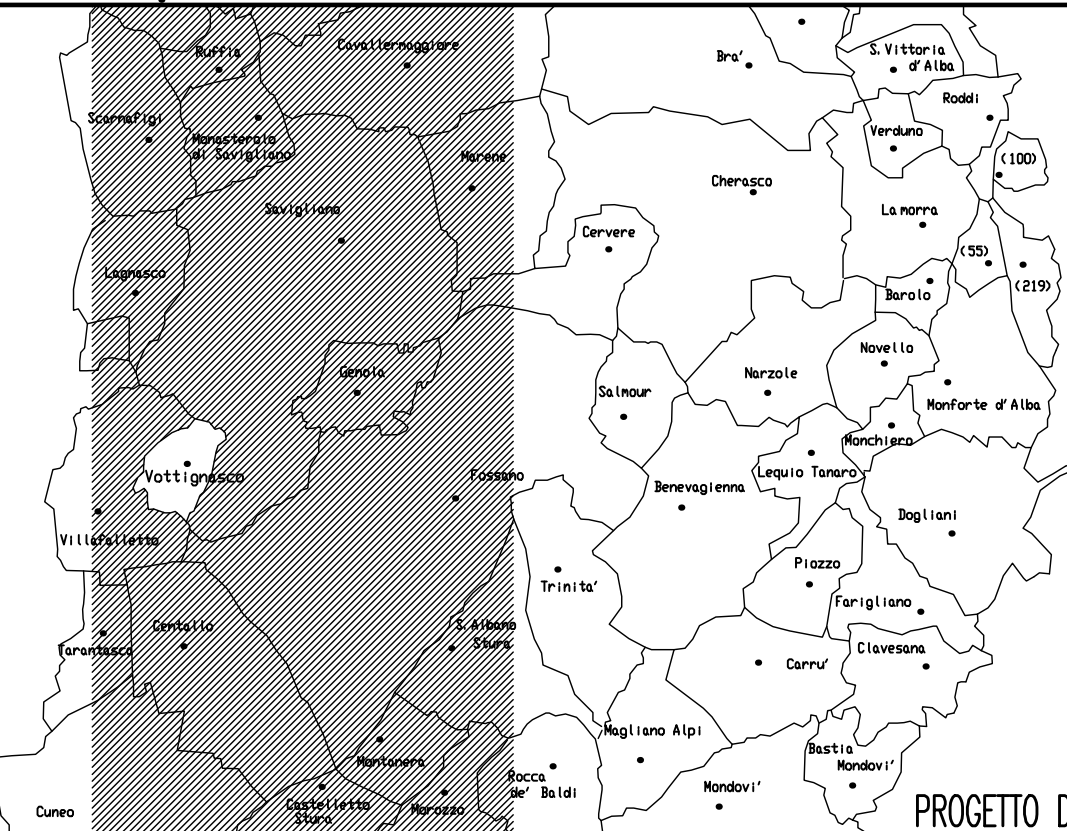 Ruffia
Cavallermaggiore
Bra'
S. Vittoria
d'Alba
Roddi
Scarnafigi
Monasterolo
di Savigliano
Marene
Verduno
(100)
Cherasco
Savigliano
La morra
Cervere
(55)
Lagnasco
Barolo
(219)
Novello
Genola
Narzole
Salmour
Monforte d'Alba
Monchiero
Vottignasco
Fossano
Lequio Tanaro
Benevagienna
Dogliani
Villafalletto
Piozzo
Trinita'
Farigliano
Centallo
S. Albano
Stura
Tarantasca
Clavesana
Carru'
Magliano Alpi
Bastia
Mondovi'
Montanera
Rocca
de' Baldi
Mondovi'
Castelletto
Stura
Morozzo
Cuneo
PROGETTO D